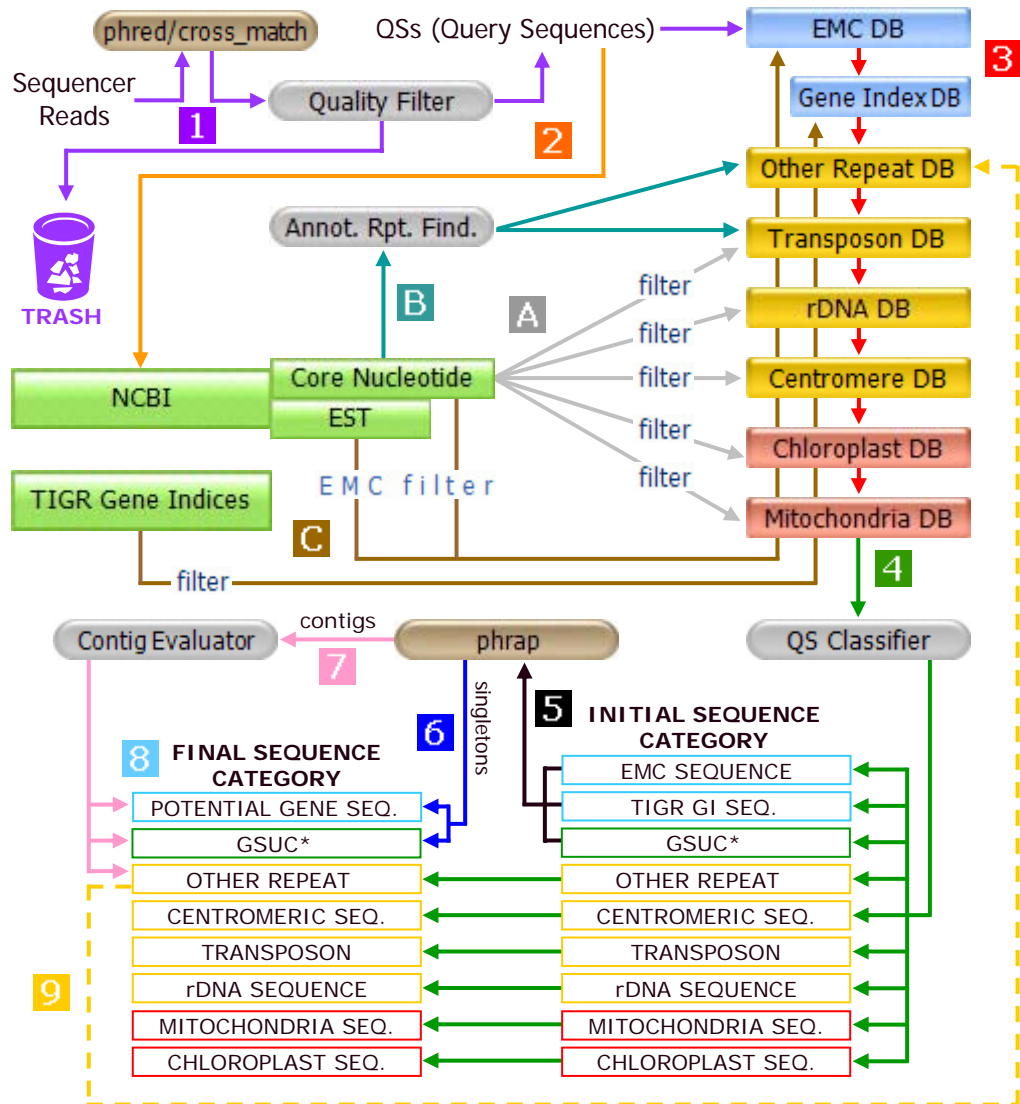 phred/cross_match
QSs (Query Sequences)
EMC DB
3
Sequencer
Reads
1
Quality Filter
2
Gene Index DB
Other Repeat DB
TRASH
Annot. Rpt. Find.
B
A
filter
Transposon DB
filter
rDNA DB
NCBI
Core Nucleotide
EST
filter
Centromere DB
filter
Chloroplast DB
EMC filter
filter
TIGR Gene Indices
Mitochondria DB
C
filter
4
Contig Evaluator
contigs
7
phrap
QS Classifier
singletons
6
5
INITIAL SEQUENCE
CATEGORY
8
FINAL SEQUENCE
CATEGORY
EMC SEQUENCE
POTENTIAL GENE SEQ.
TIGR GI SEQ.
GSUC*
GSUC*
OTHER REPEAT
OTHER REPEAT
CENTROMERIC SEQ.
CENTROMERIC SEQ.
TRANSPOSON
TRANSPOSON
9
rDNA SEQUENCE
rDNA SEQUENCE
MITOCHONDRIA SEQ.
MITOCHONDRIA SEQ.
CHLOROPLAST SEQ.
CHLOROPLAST SEQ.